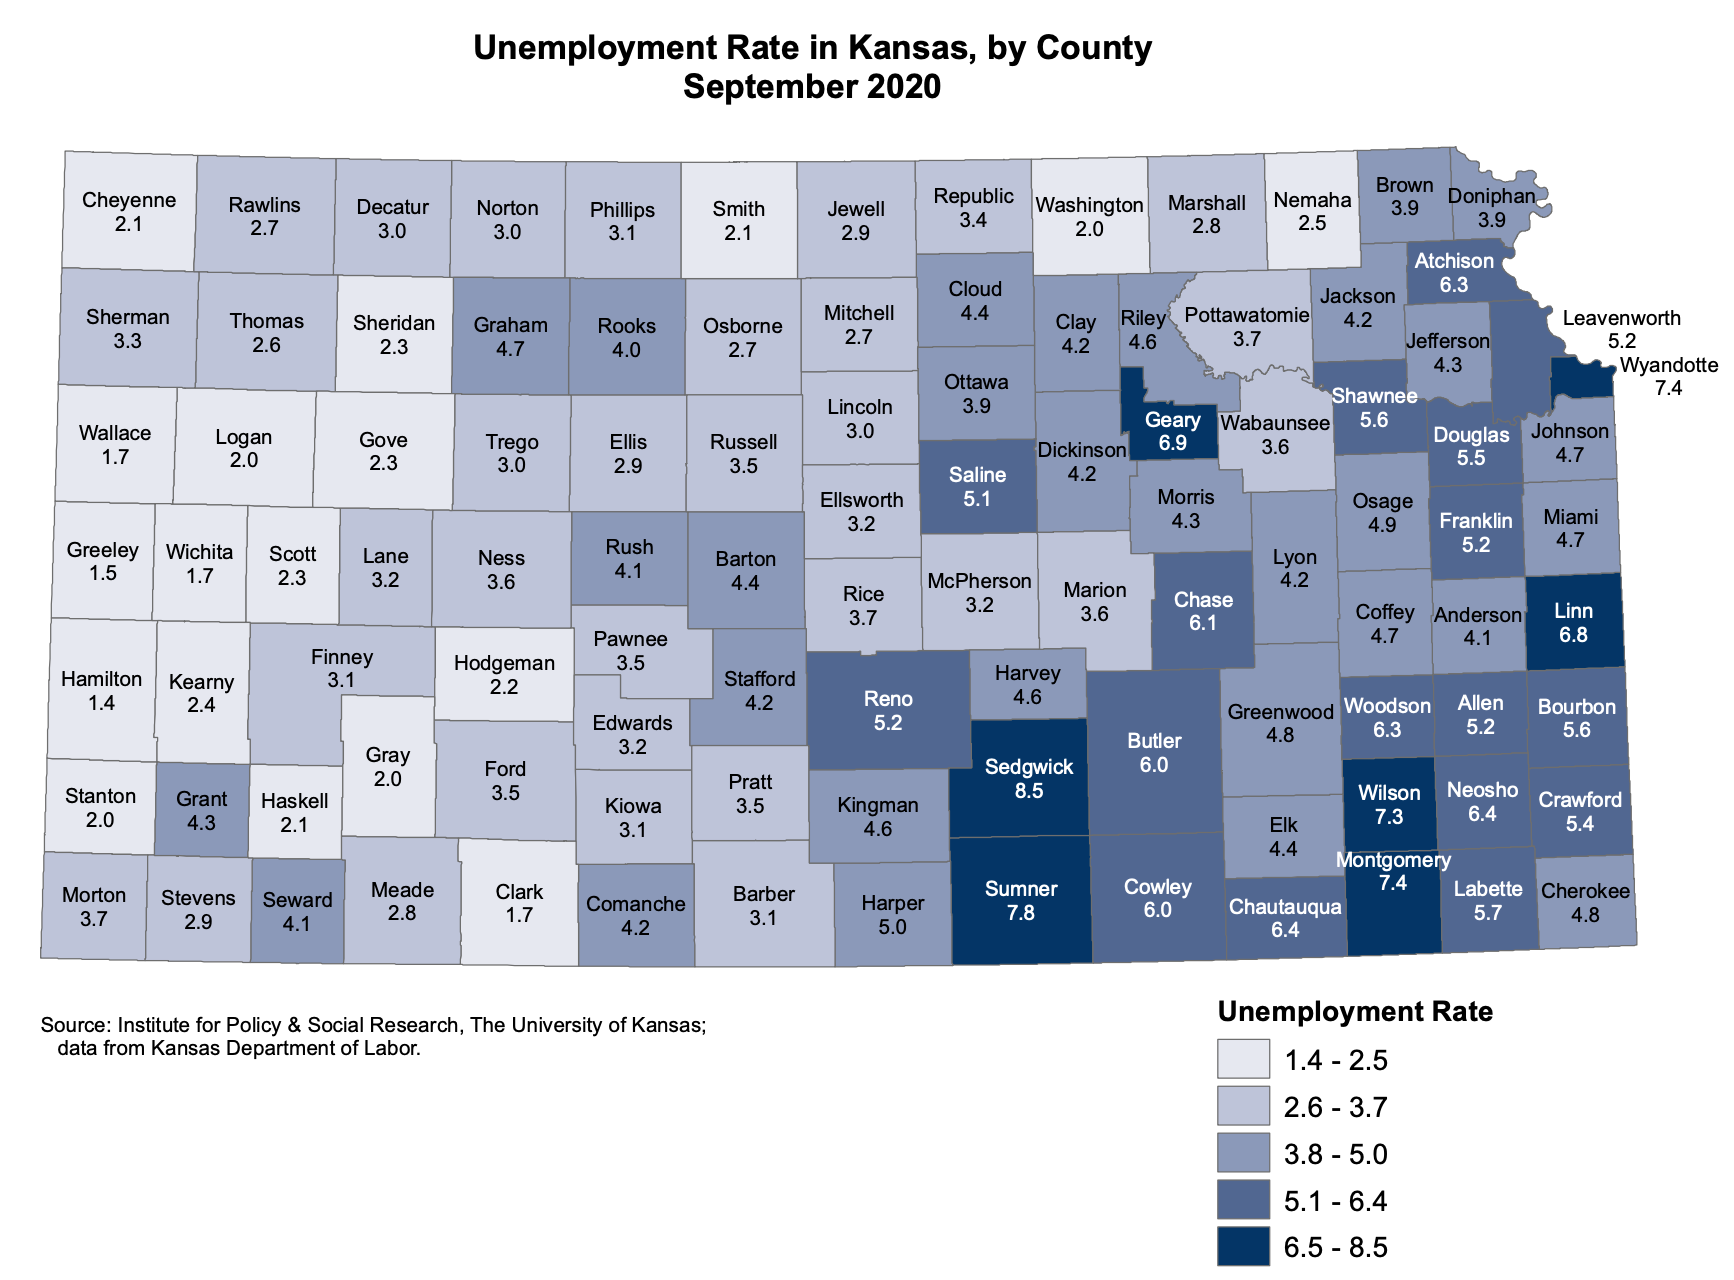 Unemployment Rate in Kansas, by County
September 2020
Cheyenne
2.1
Rawlins
2.7
Decatur
3.0
Norton
3.0
Phillips
3.1
Smith
2.1
Jewell
2.9
Republic
3.4
Washington
2.0
Marshall
2.8
Nemaha
2.5
Brown
3.9
Doniphan
3.9
Atchison
6.3
Sherman
3.3
Thomas
2.6
Sheridan
2.3
Graham
4.7
Rooks
4.0
Osborne
2.7
Mitchell
2.7
Cloud
4.4
Clay
4.2
Riley
4.6
Pottawatomie
3.7
Jackson
4.2
Jefferson
4.3
Leavenworth
5.2
Wyandotte
7.4
Ottawa
3.9
Lincoln
3.0
Wallace
1.7
Logan
2.0
Gove
2.3
Trego
3.0
Ellis
2.9
Russell
3.5
Saline
5.1
Dickinson
4.2
Geary
6.9
Wabaunsee
3.6
Shawnee
5.6
Douglas
5.5
Johnson
4.7
Ellsworth
3.2
Morris
4.3
Osage
4.9
Franklin
5.2
Miami
4.7
Greeley
1.5
Wichita
1.7
Scott
2.3
Lane
3.2
Ness
3.6
Rush
4.1
Barton
4.4
Rice
3.7
McPherson
3.2
Marion
3.6
Chase
6.1
Lyon
4.2
Coffey
4.7
Anderson
4.1
Linn
6.8
Hamilton
1.4
Kearny
2.4
Finney
3.1
Hodgeman
2.2
Pawnee
3.5
Stafford
4.2
Edwards
3.2
Reno
5.2
Harvey
4.6
Butler
6.0
Greenwood
4.8
Woodson
6.3
Allen
5.2
Bourbon
5.6
Gray
2.0
Ford
3.5
Sedgwick
8.5
Stanton
2.0
Grant
4.3
Haskell
2.1
Kiowa
3.1
Pratt
3.5
Kingman
4.6
Elk
4.4
Wilson
7.3
Neosho
6.4
Crawford
5.4
Morton
3.7
Stevens
2.9
Seward
4.1
Meade
2.8
Clark
1.7
Comanche
4.2
Barber
3.1
Harper
5.0
Sumner
7.8
Cowley
6.0
Chautauqua
6.4
Montgomery
7.4
Labette
5.7
Cherokee
4.8
Source: Institute for Policy & Social Research, The University of Kansas;
data from Kansas Department of Labor.
Unemployment Rate
1.4 - 2.5
2.6 - 3.7
3.8 - 5.0
5.1 - 6.4
6.5 - 8.5